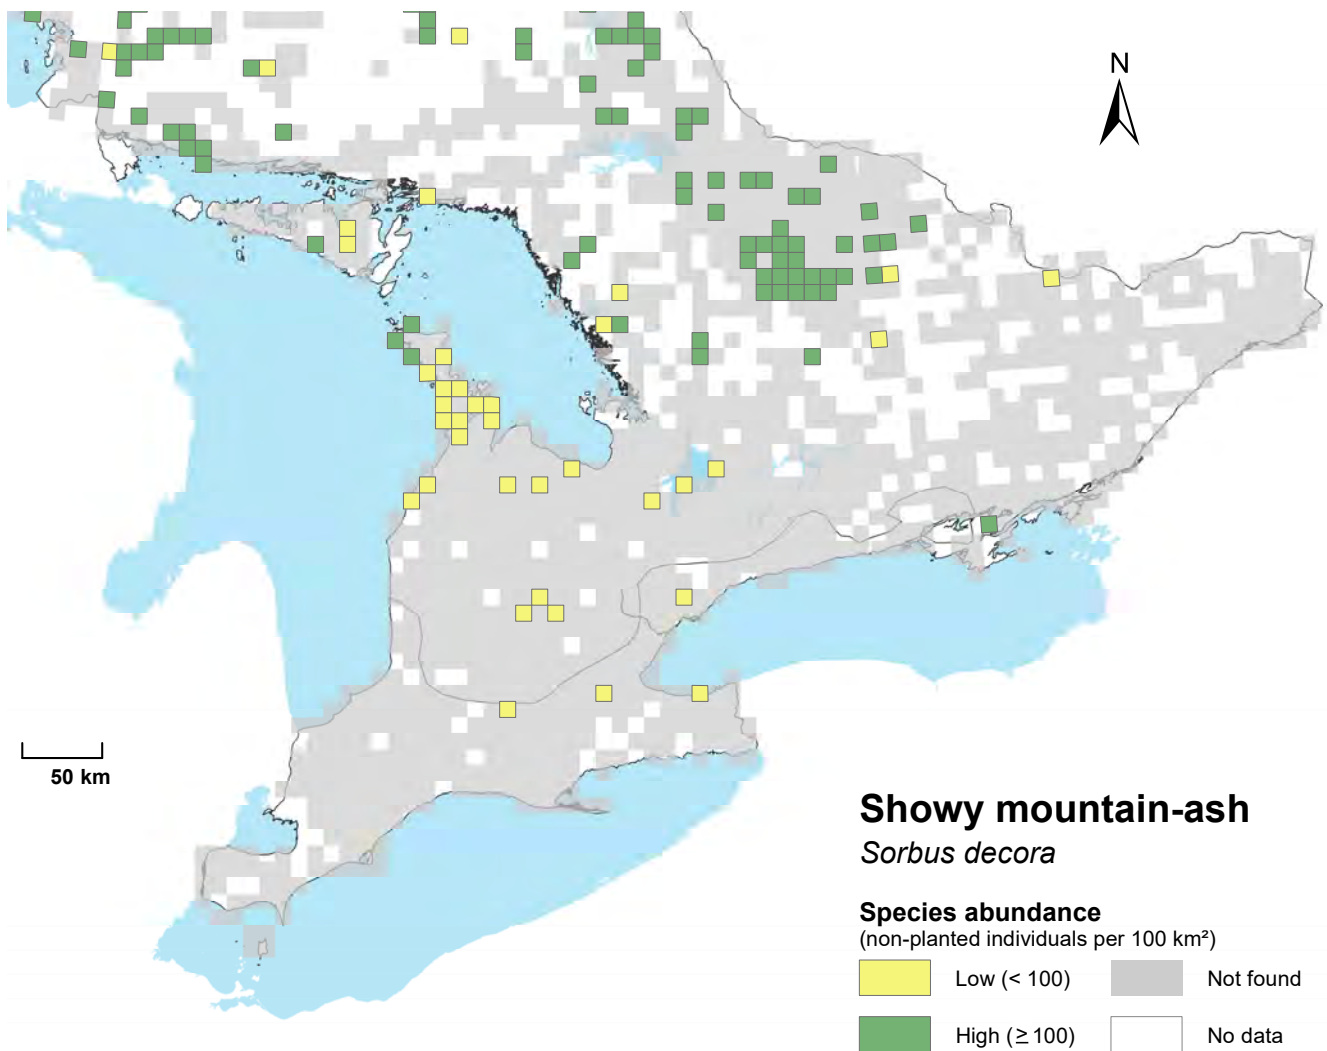 N
50 km
Showy mountain-ash
Sorbus decora
Species abundance
(non-planted individuals per 100 km²)
Low (< 100)
Not found
High (≥ 100)
No data